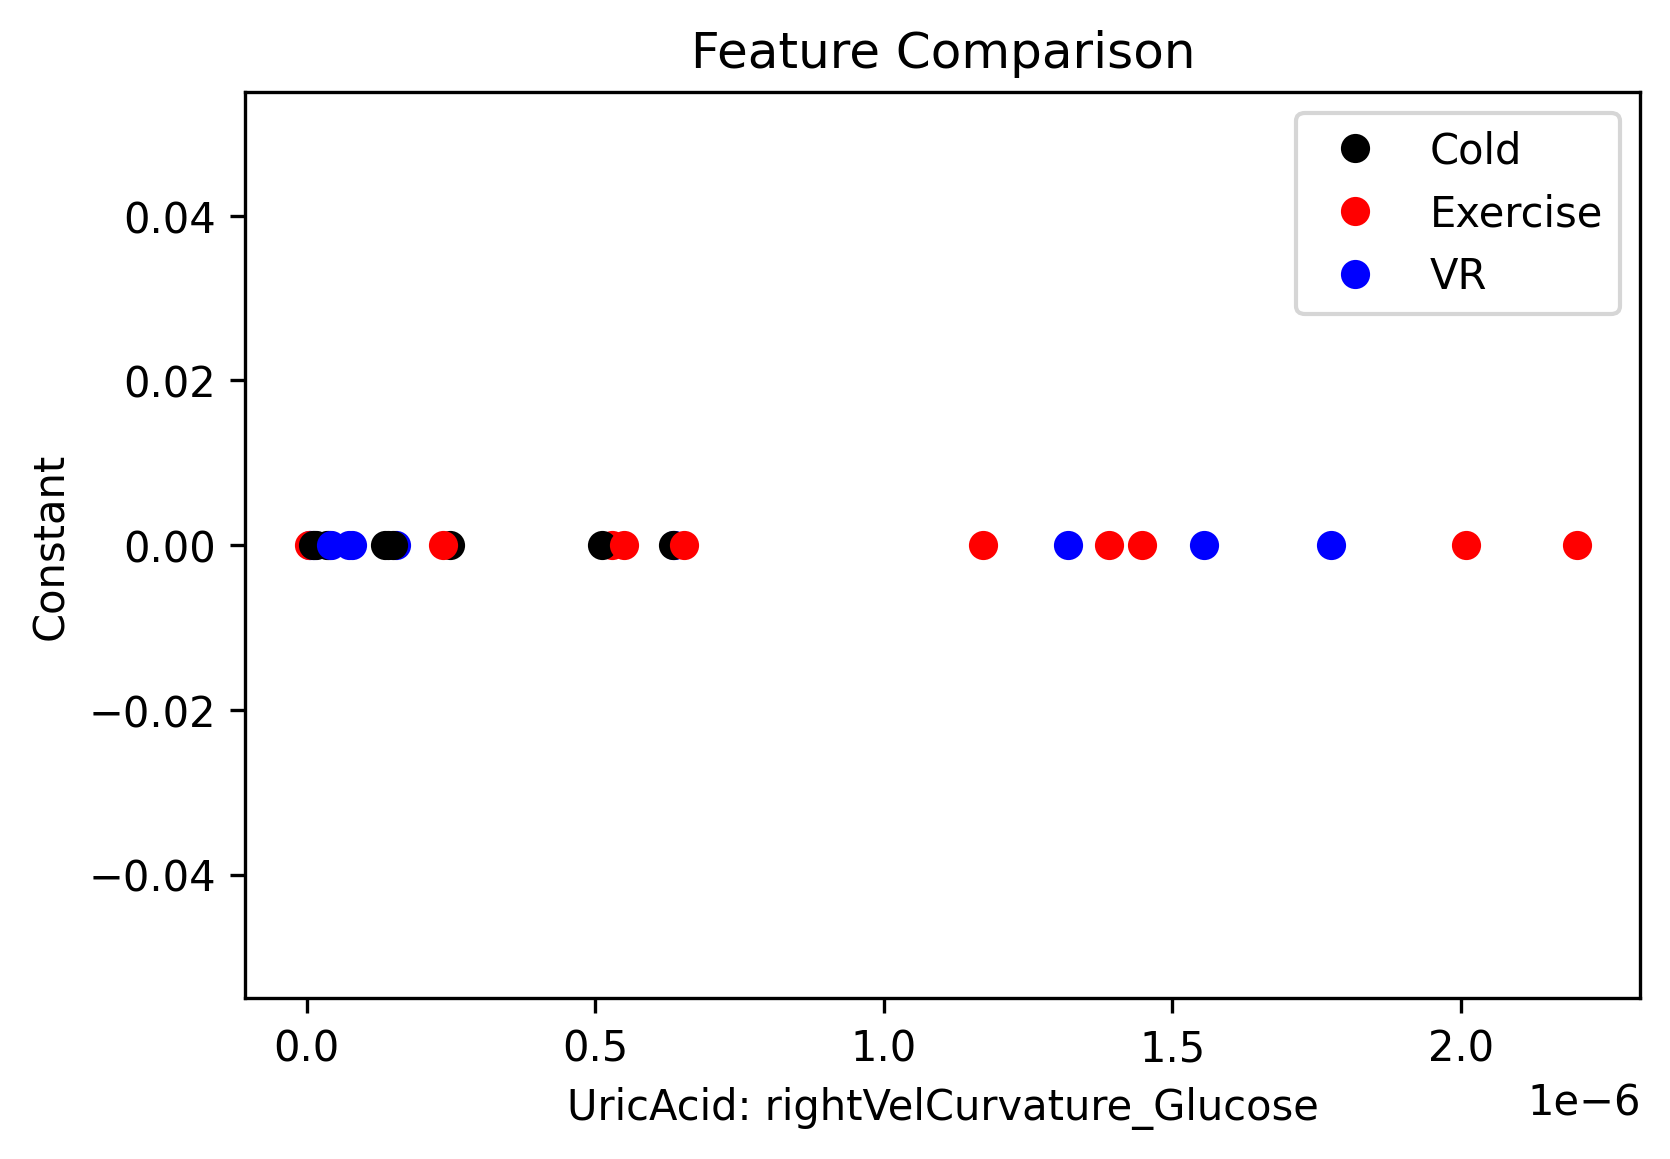 Feature Comparison
Cold
Exercise
VR
0.04
0.02
0.00
−0.02
−0.04
Constant
0.0 0.5 1.0 1.5 2.0
UricAcid: rightVelCurvature_Glucose
1e−6